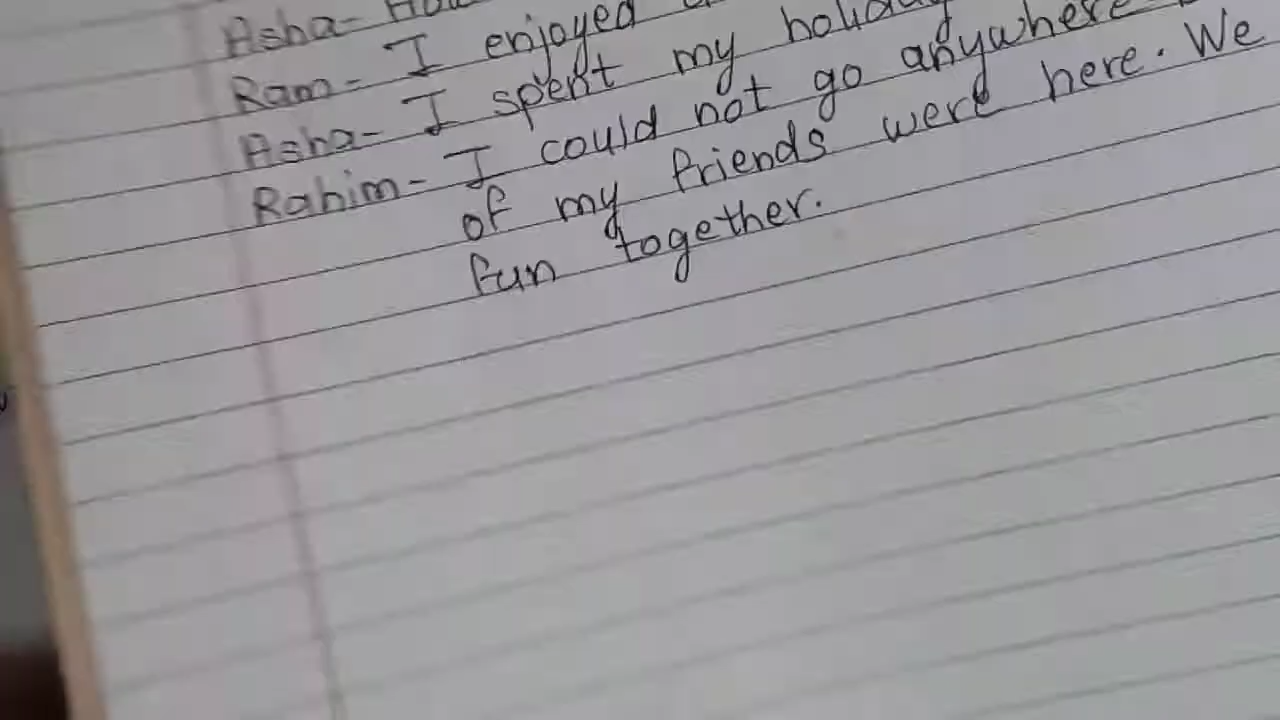 Asha-
Ram- I enjoyed
Asha- I spent my
Rahim- I could not go anywhere
of my friends were here. We
fun together.